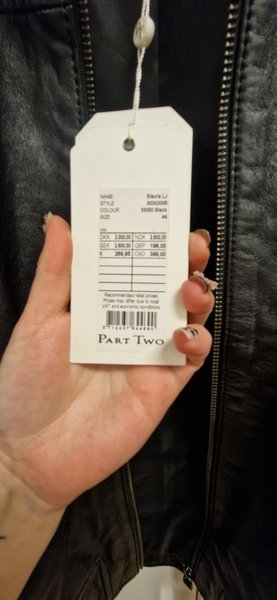 NAME Elaura LJ
STYLE 30302006
COLOUR 33050 Black
SIZE 44
DKK 2.000,00 NOK 2.600,00
SEK 2.600,00 GBP 195,00
€ 269,95 CAD 399,00
Recommended retail prices
Prices may differ due to local
VAT and economic conditions
PART TWO